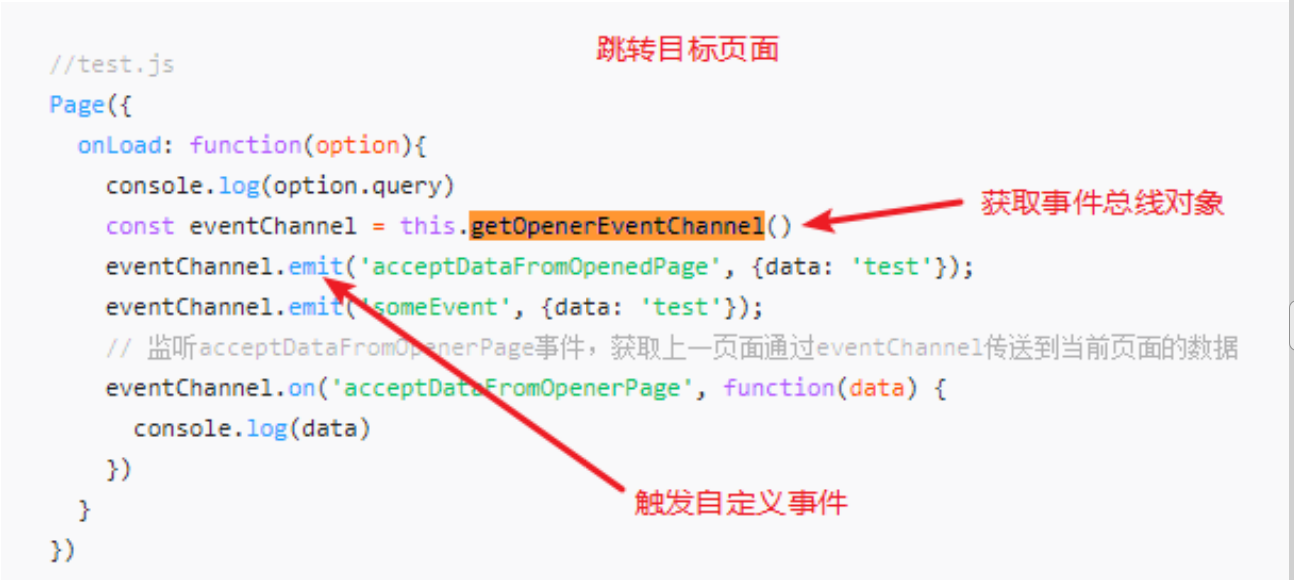 跳转目标页面
//test.js
Page({
  onLoad: function(option){
    console.log(option.query)
    const eventChannel = this.getOpenerEventChannel()
获取事件总线对象
    eventChannel.emit('acceptDataFromOpenedPage', {data: 'test'});
    eventChannel.emit('someEvent', {data: 'test'});
    // 监听acceptDataFromOpenerPage事件，获取上一页面通过eventChannel传送到当前页面的数据
    eventChannel.on('acceptDataFromOpenerPage', function(data) {
      console.log(data)
    })
触发自定义事件
  }
})